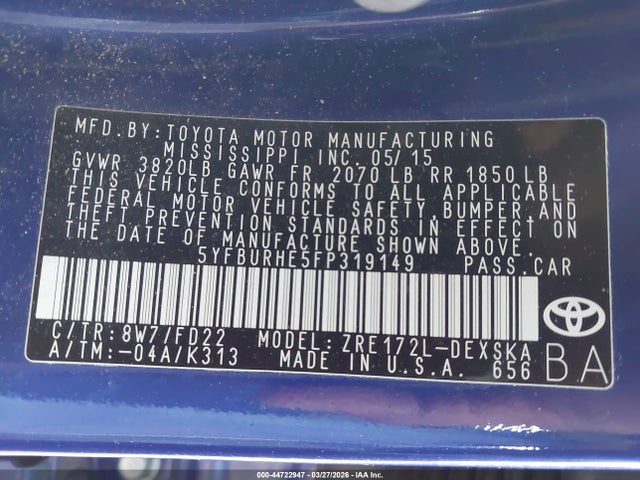 MFD.BY:TOYOTA MOTOR MANUFACTURING
MISSISSIPPI INC. 05/15
GVWR 3820LB GAWR FR 2070 LB RR 1850 LB
THIS VEHICLE CONFORMS TO ALL APPLICABLE
FEDERAL MOTOR VEHICLE SAFETY, BUMPER, AND
THEFT PREVENTION STANDARDS IN EFFECT ON
THE DATE OF MANUFACTURE SHOWN ABOVE.
5YFBURHE5FP319149 PASS.CAR
C/TR: 8W7/FD22 MODEL: ZRE172L-DEXSKA
A/TM:-04A/K313 MADE IN U.S.A. 656
BA
000-44722947 - 03/27/2026 - IAA Inc.